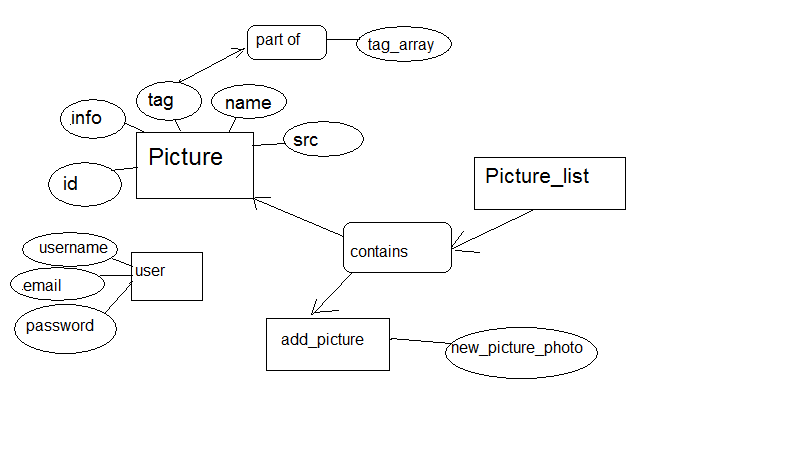 part of
tag_array
tag
name
info
src
Picture
id
Picture_list
username
contains
user
.email
password
add_picture
new_picture_photo